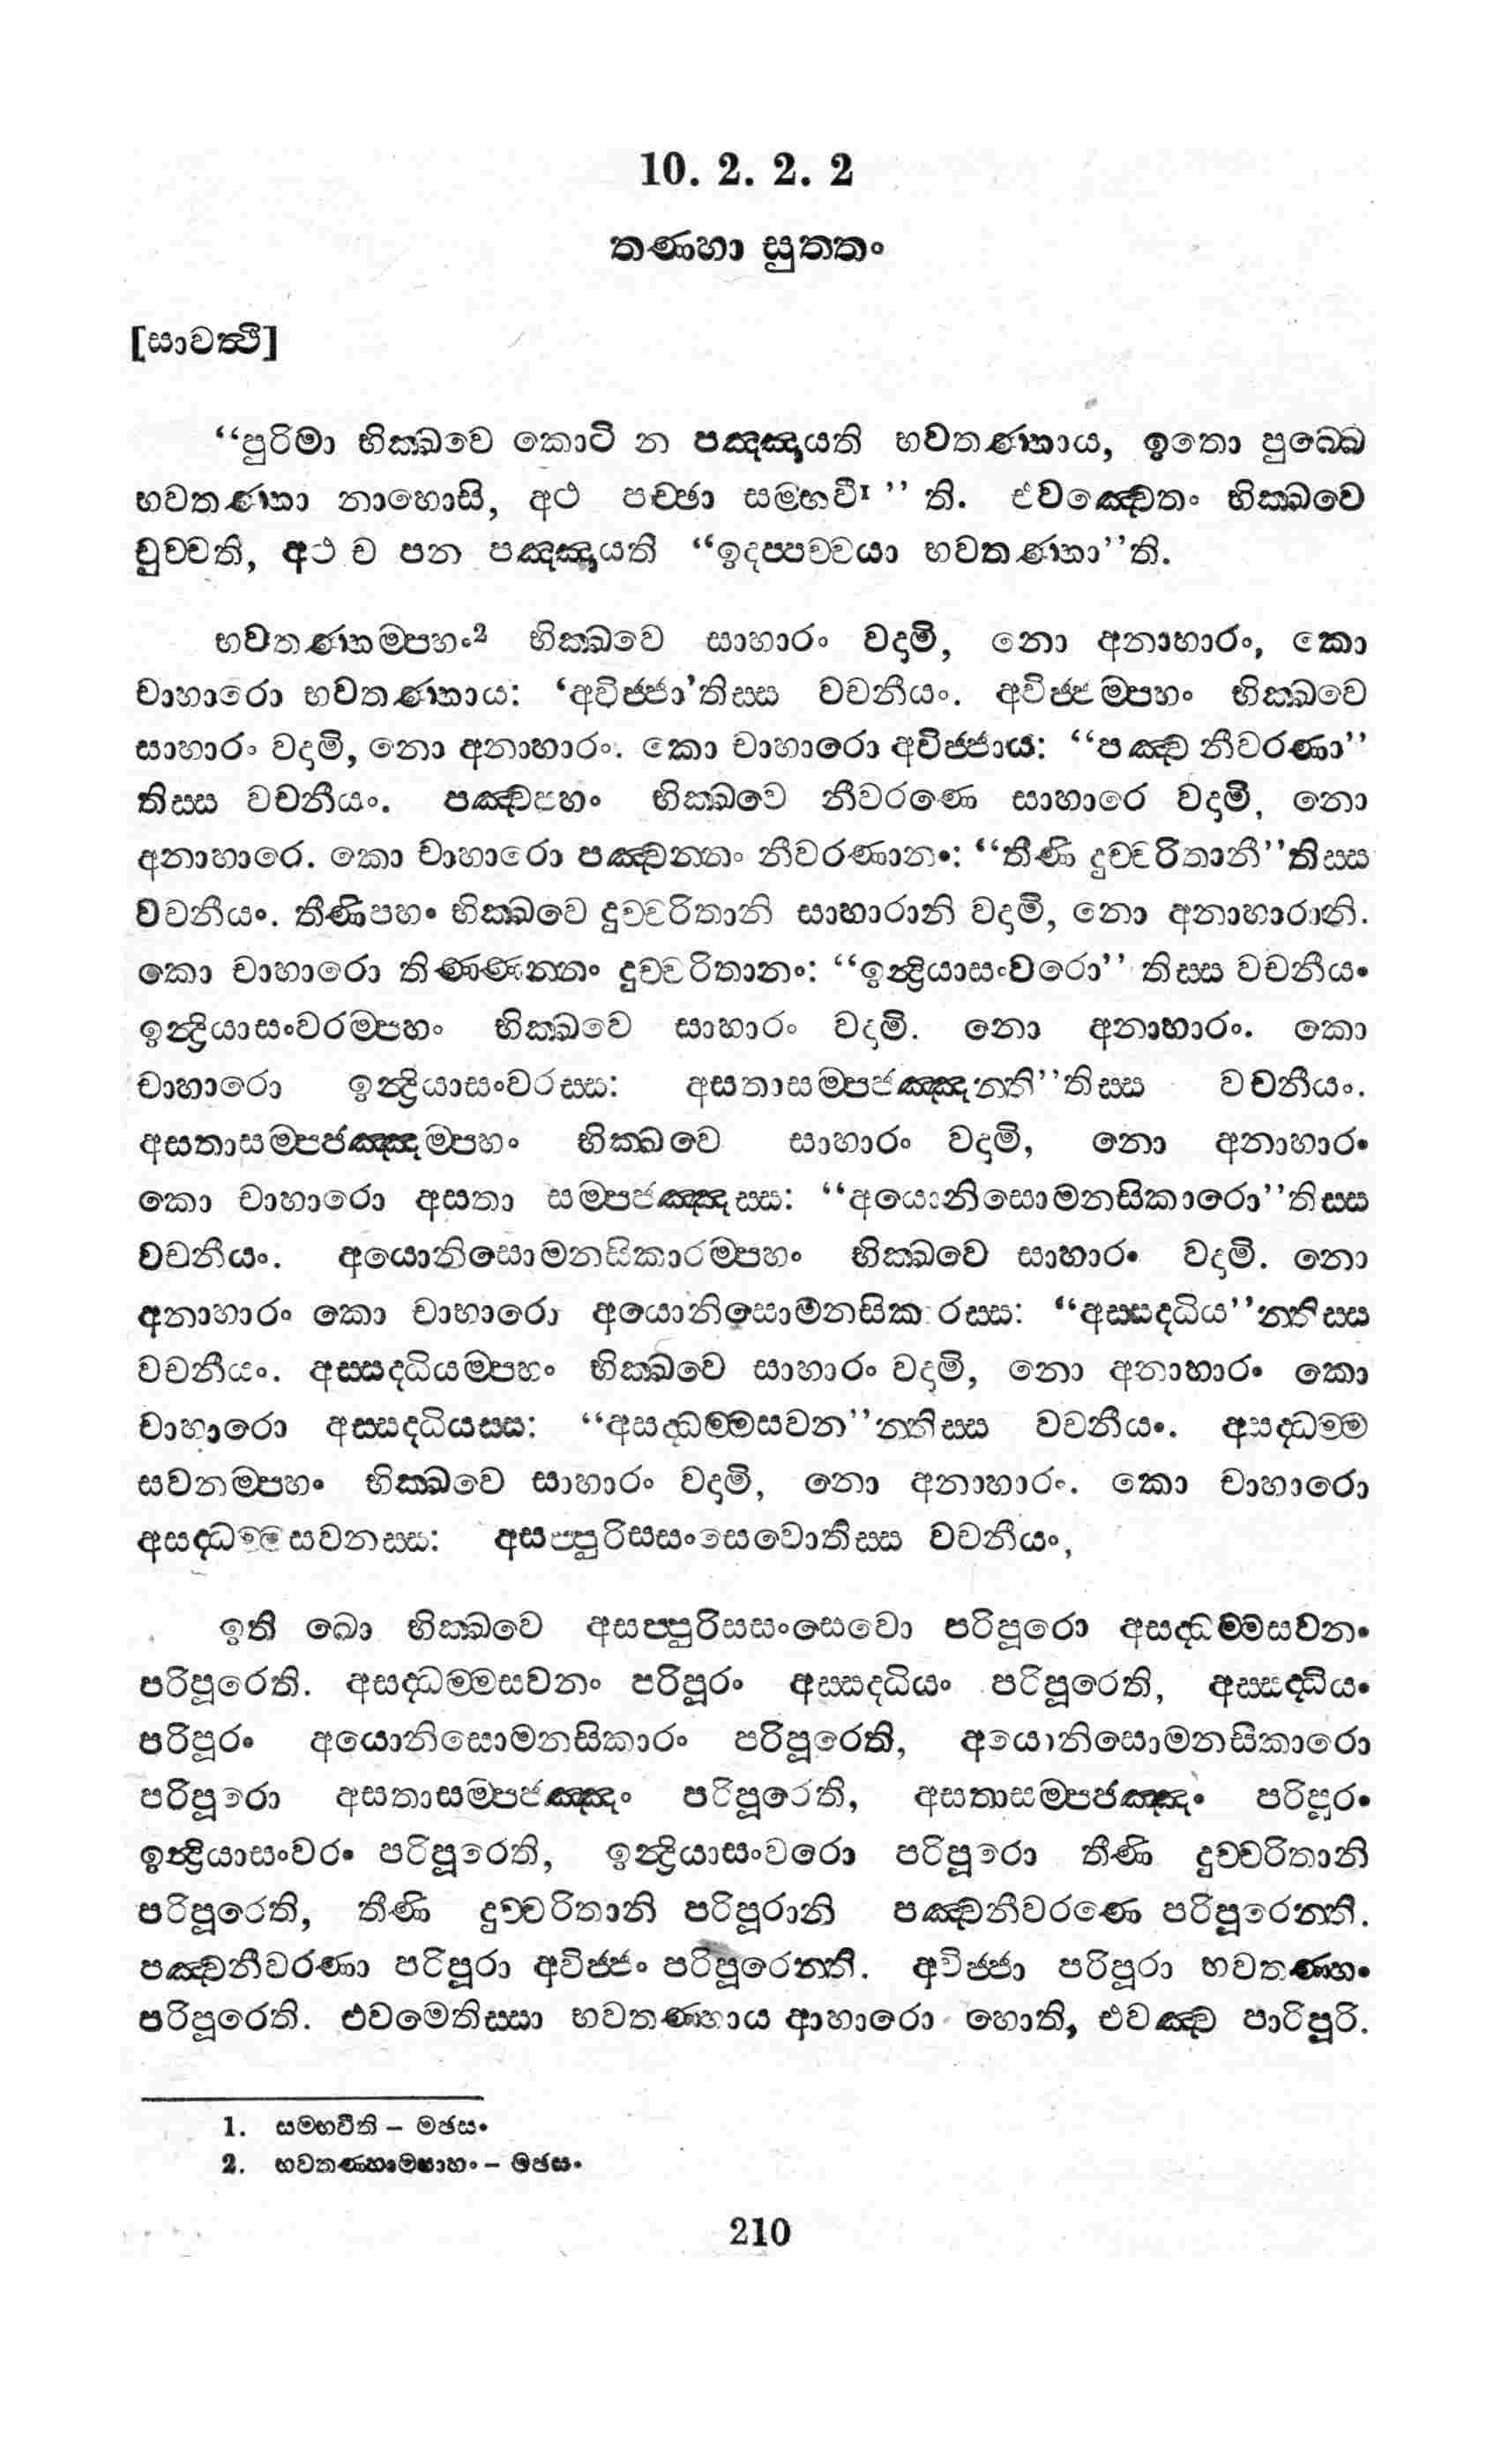 10. 2. 2. 2
තණහා සුතතං
[සාවත්‍ථි]
“පුරිමා භික්‍ඛවෙ කොටි න පඤ්ඤායති භවතණ්හාය, ඉතො පුබ්බෙ
භවතණ්හා නාහොසි, අථ පච්ඡා සම්භවී¹ ” ති. එවඤ්චෙතං භික්‍ඛවෙ
වුච්චති, අථ ච පන පඤ්ඤායති “ඉදප්පච්චයා භවතණ්හා”ති.
භවතණ්හම්පහං² භික්‍ඛවෙ සාහාරං වදාමි, නො අනාහාරං, කො
චාහාරො භවතණ්හාය: ‘අවිජ්ජා’තිස්ස වචනීයං. අවිජ්ජම්පහං භික්‍ඛවෙ
සාහාරං වදාමි, නො අනාහාරං. කො චාහාරො අවිජ්ජාය: “පඤ්ච නීවරණා”
තිස්ස වචනීයං. පඤ්චපහං භික්‍ඛවෙ නීවරණෙ සාහාරෙ වදාමි, නො
අනාහාරෙ. කො චාහාරො පඤ්චන්නං නීවරණානං: “තීණි දුච්චරිතානී”තිස්ස
වචනීයං. තීණිපහං භික්‍ඛවෙ දුච්චරිතානි සාහාරානි වදාමි, නො අනාහාරානි.
කො චාහාරො තිණ්ණන්නං දුච්චරිතානං: “ඉන්‍ද්‍රියාසංවරො” තිස්ස වචනීයං
ඉන්‍ද්‍රියාසංවරම්පහං භික්‍ඛවෙ සාහාරං වදාමි. නො අනාහාරං. කො
චාහාරො ඉන්‍ද්‍රියාසංවරස්ස: අසතාසම්පජඤ්ඤන්ති”තිස්ස වචනීයං.
අසතාසම්පජඤ්ඤම්පහං භික්‍ඛවෙ සාහාරං වදාමි, නො අනාහාරං
කො චාහාරො අසතා සම්පජඤ්ඤස්ස: “අයොනිසොමනසිකාරො”තිස්ස
වචනීයං. අයොනිසොමනසිකාරම්පහං භික්‍ඛවෙ සාහාරං වදාමි. නො
අනාහාරං කො චාහාරො අයොනිසොමනසිකාරස්ස: “අස්සද්ධිය”න්තිස්ස
වචනීයං. අස්සද්ධියම්පහං භික්‍ඛවෙ සාහාරං වදාමි, නො අනාහාරං කො
චාහාරො අස්සද්ධියස්ස: “අසද්ධම්මසවන”න්තිස්ස වචනීයං. අසද්ධම්ම
සවනම්පහං භික්‍ඛවෙ සාහාරං වදාමි, නො අනාහාරං. කො චාහාරො
අසද්ධම්මසවනස්ස: අසප්පුරිසසංසෙවොතිස්ස වචනීයං,
ඉති ඛො භික්‍ඛවෙ අසප්පුරිසසංසෙවො පරිපූරො අසද්ධම්මසවනං
පරිපූරෙති. අසද්ධම්මසවනං පරිපූරං අස්සද්ධියං පරිපූරෙති, අස්සද්ධියං
පරිපූරං අයොනිසොමනසිකාරං පරිපූරෙති, අයොනිසොමනසිකාරො
පරිපූරො අසතාසම්පජඤ්ඤං පරිපූරෙති, අසතාසම්පජඤ්ඤං පරිපූරං
ඉන්‍ද්‍රියාසංවරං පරිපූරෙති, ඉන්‍ද්‍රියාසංවරො පරිපූරො තීණි දුච්චරිතානි
පරිපූරෙති, තීණි දුච්චරිතානි පරිපූරානි පඤ්චනීවරණෙ පරිපූරෙන්ති.
පඤ්චනීවරණා පරිපූරා අවිජ්ජං පරිපූරෙන්ති. අවිජ්ජා පරිපූරා භවතණ්හං
පරිපූරෙති. එවමෙතිස්සා භවතණ්හාය ආහාරො හොති, එවඤ්ච පාරිපූරි.
1. සමභවීති – මඡසං
2. භවතණ්හාමපාහං – මඡසං
210